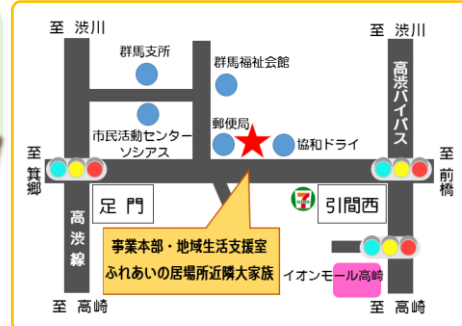 至 渋川
至 渋川
群馬支所
群馬福祉会館
高渋バイパス
市民活動センター
ソシアス
郵便局
協和ドライ
至 箕郷
至 前橋
足門
引間西
高渋線
事業本部・地域生活支援室
ふれあいの居場所近隣大家族
イオンモール高崎
至 高崎
至 高崎